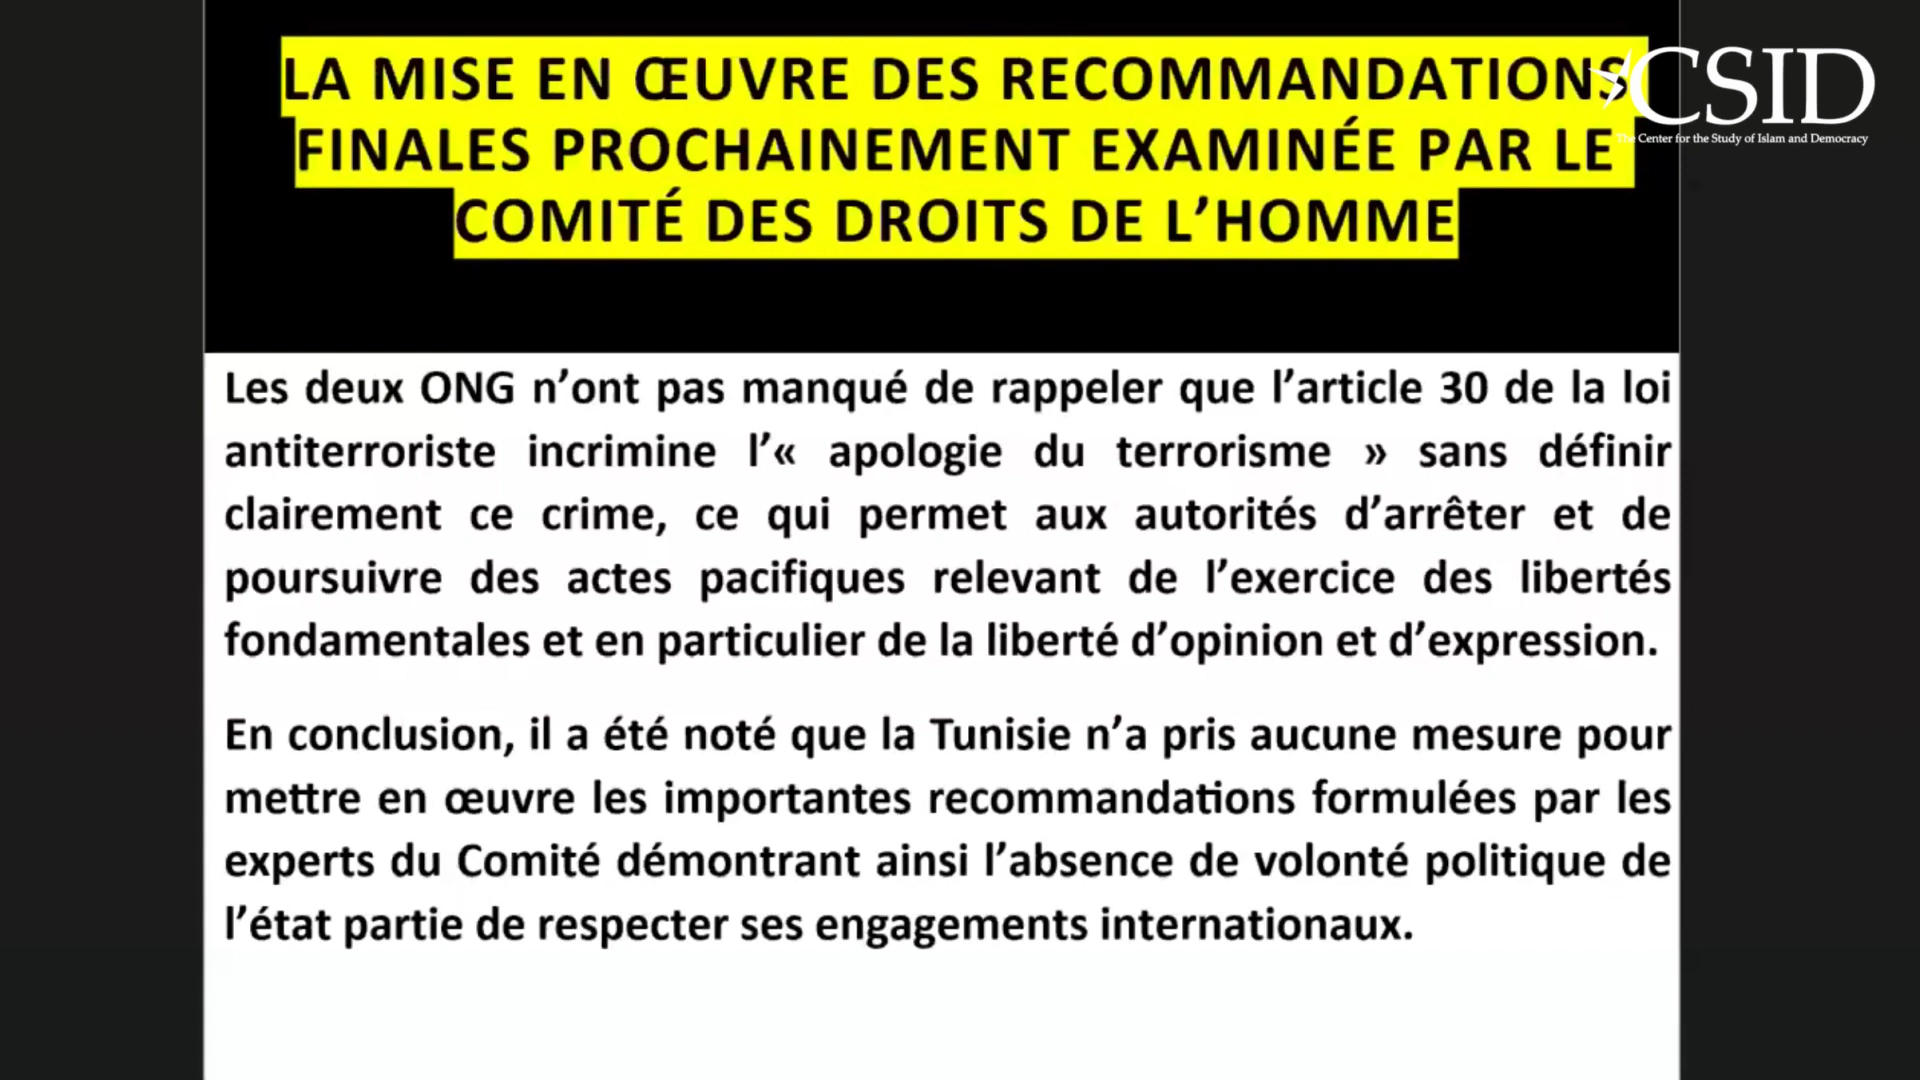 LA MISE EN ŒUVRE DES RECOMMANDATIONS
FINALES PROCHAINEMENT EXAMINÉE PAR LE
COMITÉ DES DROITS DE L’HOMME
CSID
The Center for the Study of Islam and Democracy
Les deux ONG n’ont pas manqué de rappeler que l’article 30 de la loi
antiterroriste incrimine l’« apologie du terrorisme » sans définir
clairement ce crime, ce qui permet aux autorités d’arrêter et de
poursuivre des actes pacifiques relevant de l’exercice des libertés
fondamentales et en particulier de la liberté d’opinion et d’expression.
En conclusion, il a été noté que la Tunisie n’a pris aucune mesure pour
mettre en œuvre les importantes recommandations formulées par les
experts du Comité démontrant ainsi l’absence de volonté politique de
l’état partie de respecter ses engagements internationaux.